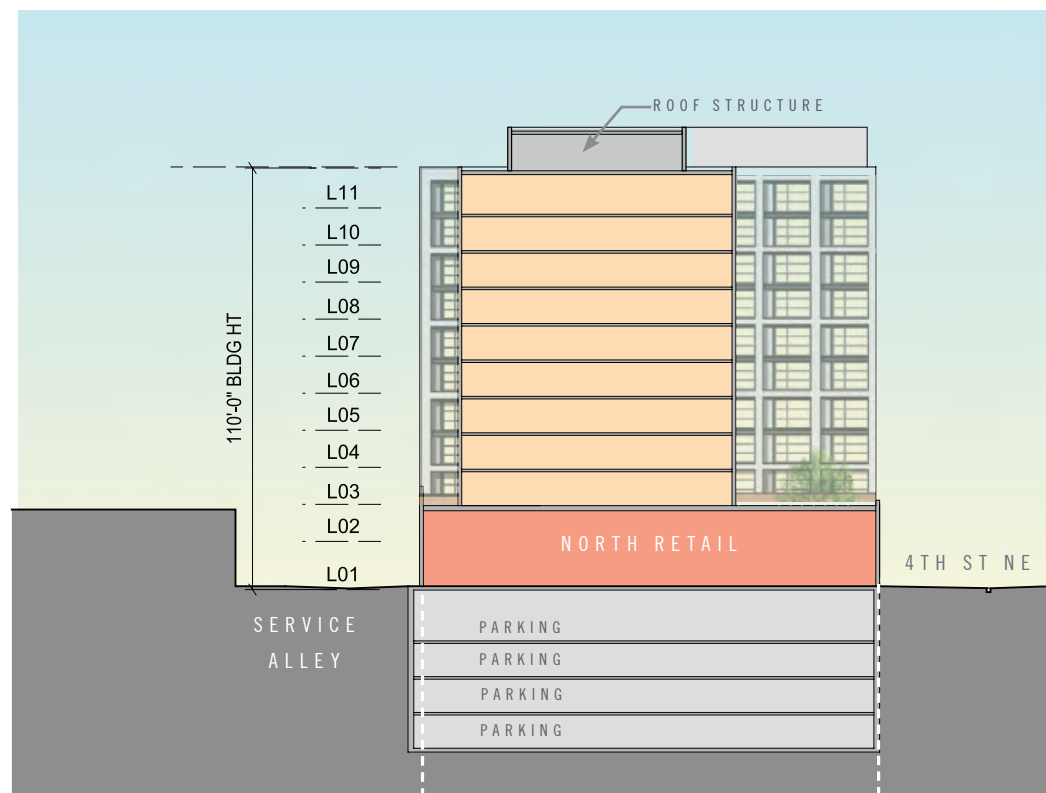 ROOF STRUCTURE
L11
L10
L09
L08
L07
L06
L05
L04
L03
L02
L01
110'-0" BLDG HT
NORTH RETAIL
4TH ST NE
SERVICE
ALLEY
PARKING
PARKING
PARKING
PARKING